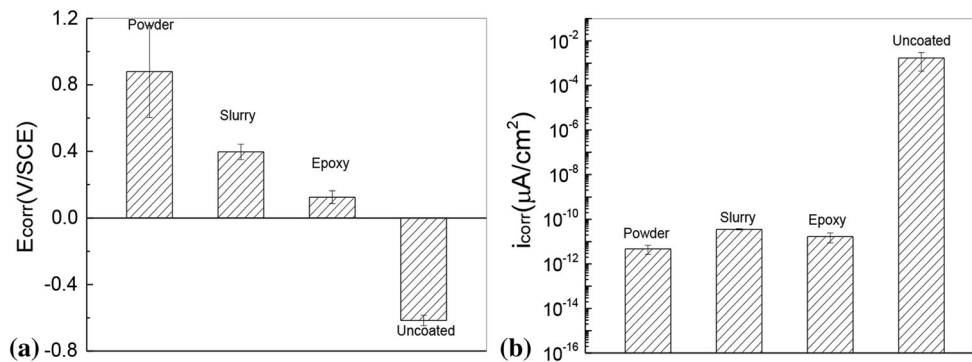 1.2
0.8
0.4
0.0
-0.4
-0.8
Ecorr(V/SCE)
Powder
Slurry
Epoxy
Uncoated
(a)
10⁻²
10⁻⁴
10⁻⁶
10⁻⁸
10⁻¹⁰
10⁻¹²
10⁻¹⁴
10⁻¹⁶
icorr(μA/cm²)
Powder
Slurry
Epoxy
Uncoated
(b)